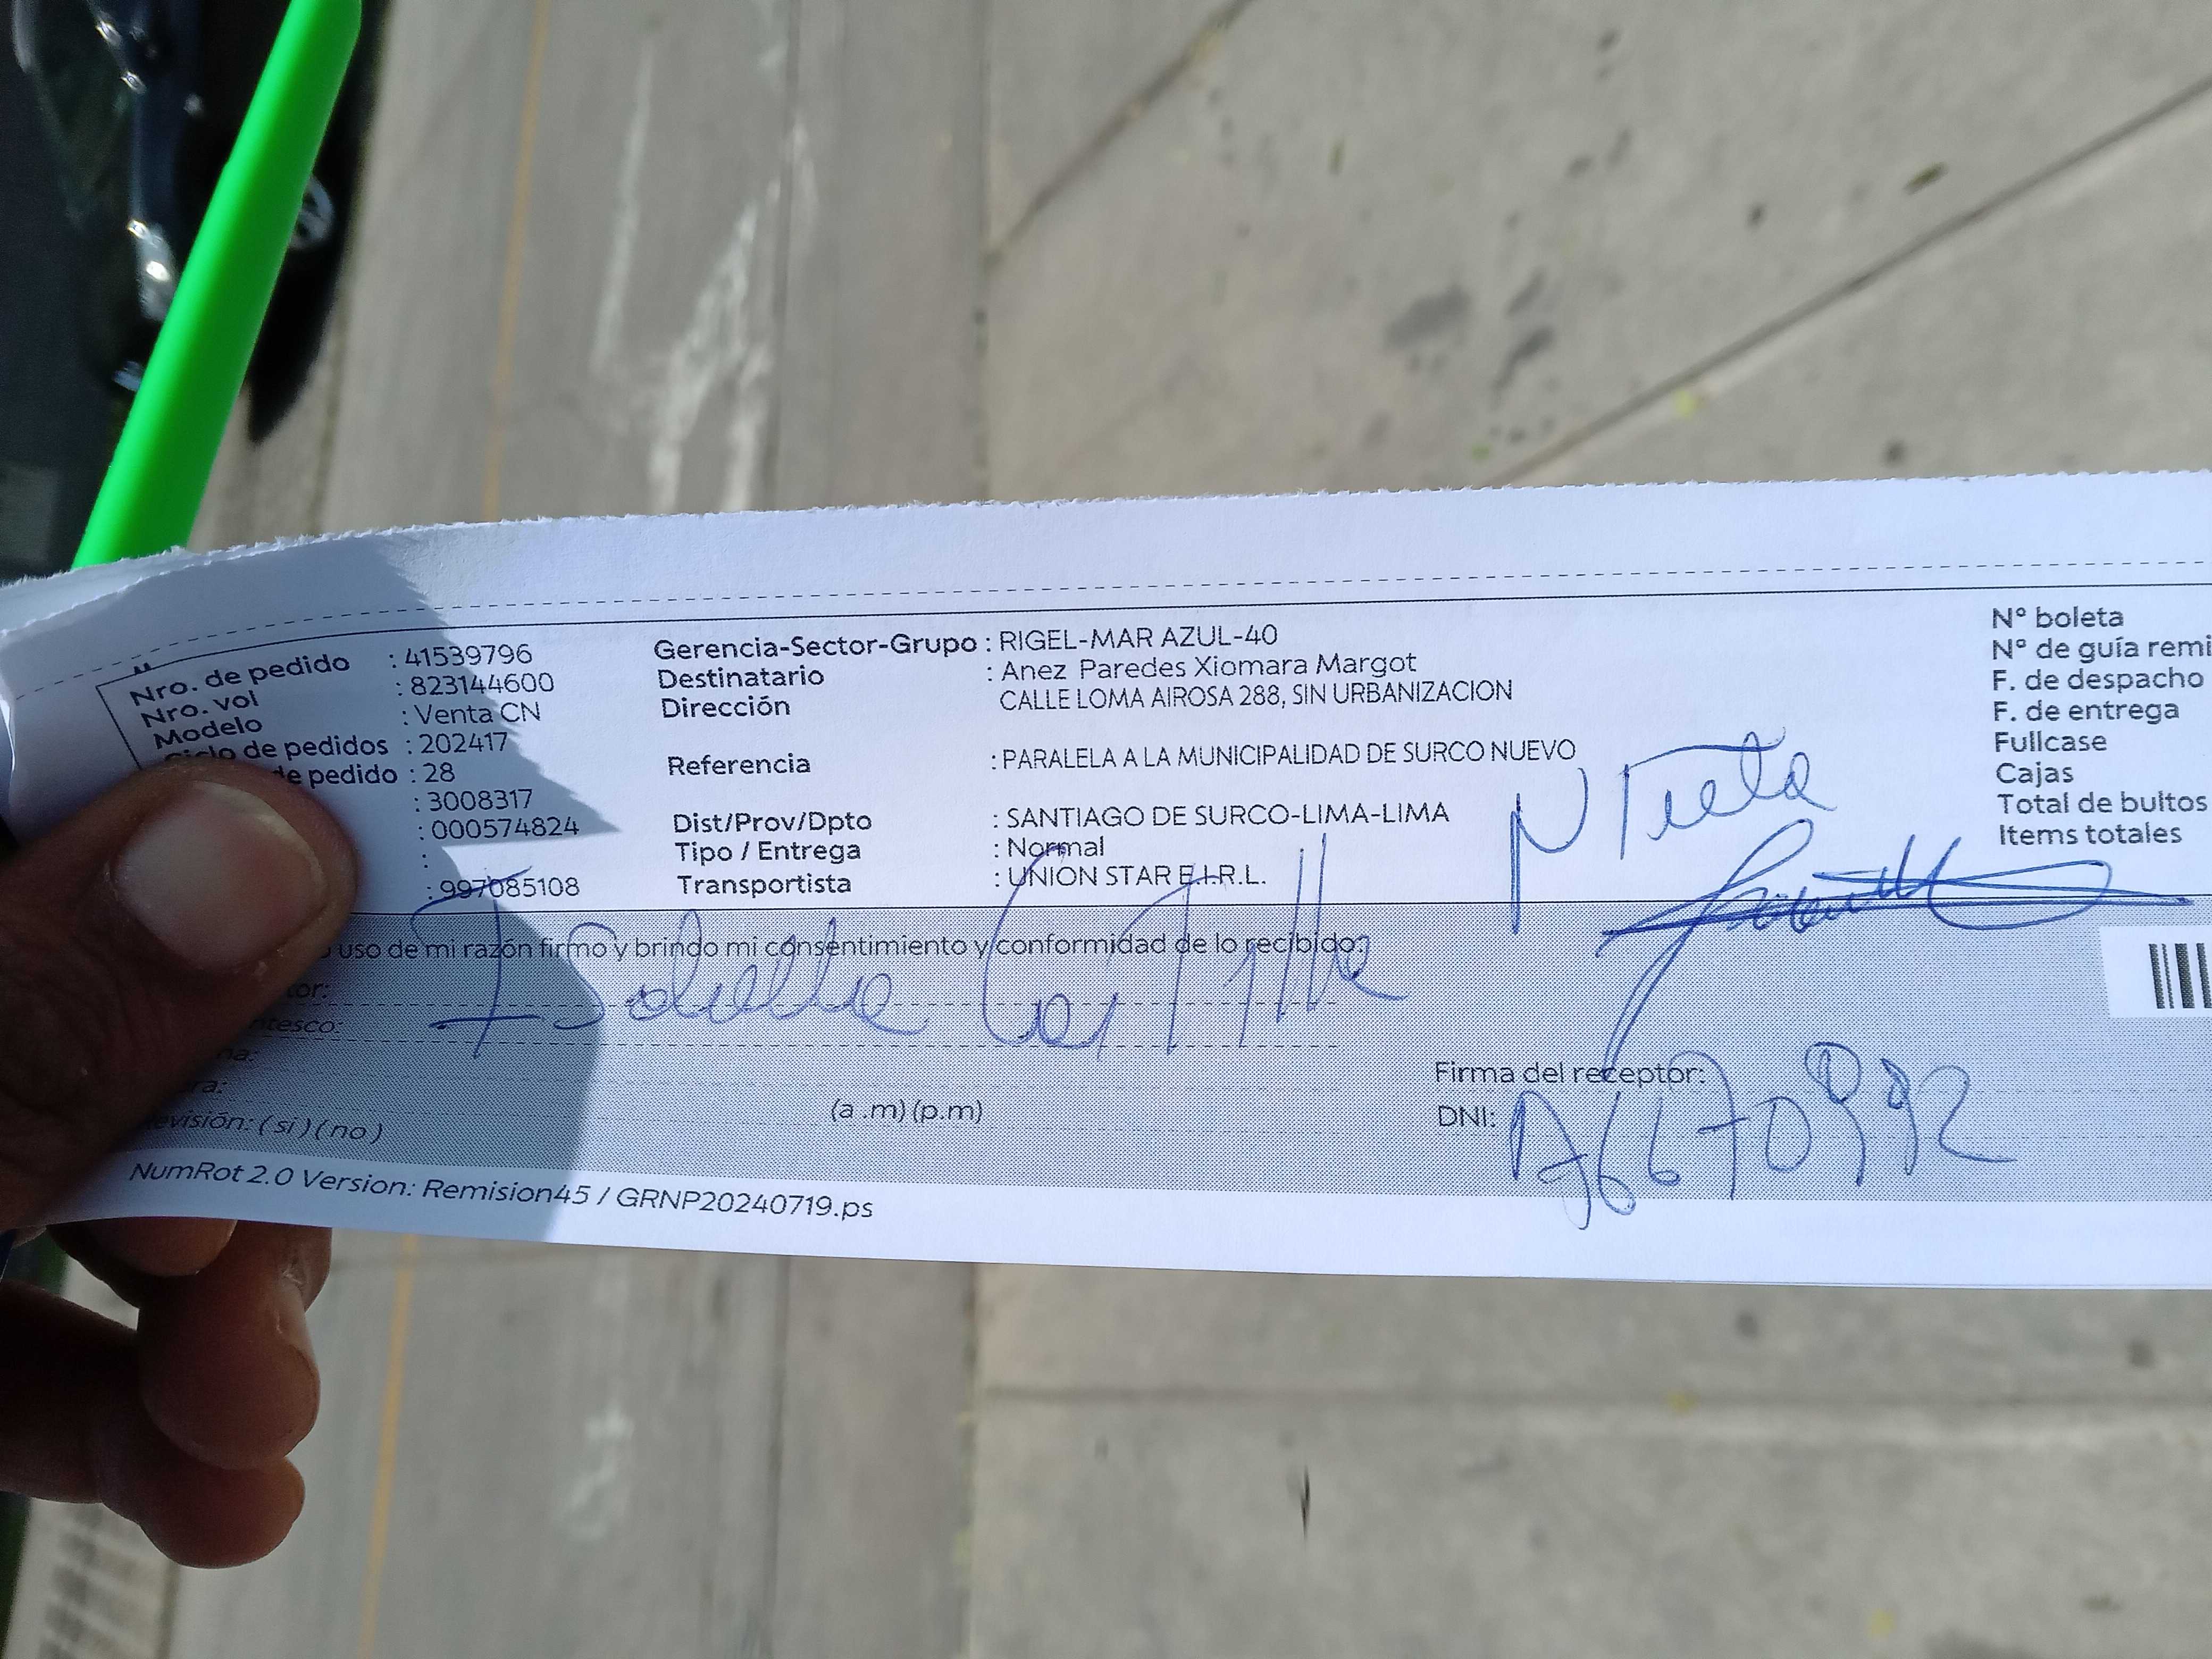 Nro. de pedido : 41539796
Nro. vol : 823144600
Modelo : Venta CN
Ciclo de pedidos : 202417
de pedido : 28
: 3008317
: 000574824
:
: 997085108
Gerencia-Sector-Grupo : RIGEL-MAR AZUL-40
Destinatario : Anez Paredes Xiomara Margot
Dirección CALLE LOMA AIROSA 288, SIN URBANIZACION
Referencia : PARALELA A LA MUNICIPALIDAD DE SURCO NUEVO
Dist/Prov/Dpto : SANTIAGO DE SURCO-LIMA-LIMA
Tipo / Entrega : Normal
Transportista : UNION STAR E.I.R.L.
N° boleta
N° de guía remi
F. de despacho
F. de entrega
Fullcase
Cajas
Total de bultos
Items totales
uso de mi razón firmo y brindo mi consentimiento y conformidad de lo recibido.
tor:
ntesco:
na:
ra:
(a .m) (p.m)
evisión: ( si ) ( no )
Firma del receptor:
DNI:
NumRot 2.0 Version: Remision45 / GRNP20240719.ps